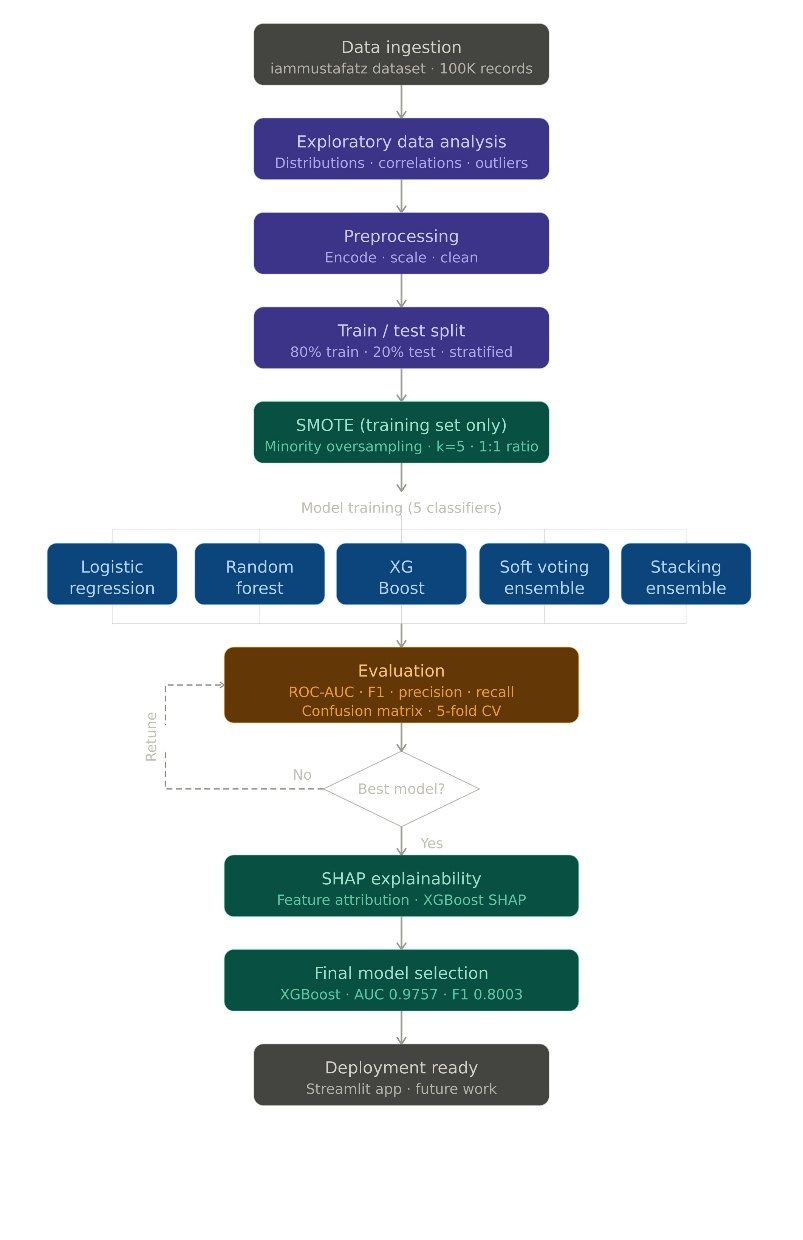 Data ingestion
iammustafatz dataset · 100K records
Exploratory data analysis
Distributions · correlations · outliers
Preprocessing
Encode · scale · clean
Train / test split
80% train · 20% test · stratified
SMOTE (training set only)
Minority oversampling · k=5 · 1:1 ratio
Model training (5 classifiers)
Logistic
regression
Random
forest
XG
Boost
Soft voting
ensemble
Stacking
ensemble
Evaluation
ROC-AUC · F1 · precision · recall
Confusion matrix · 5-fold CV
Retune
No
Best model?
Yes
SHAP explainability
Feature attribution · XGBoost SHAP
Final model selection
XGBoost · AUC 0.9757 · F1 0.8003
Deployment ready
Streamlit app · future work